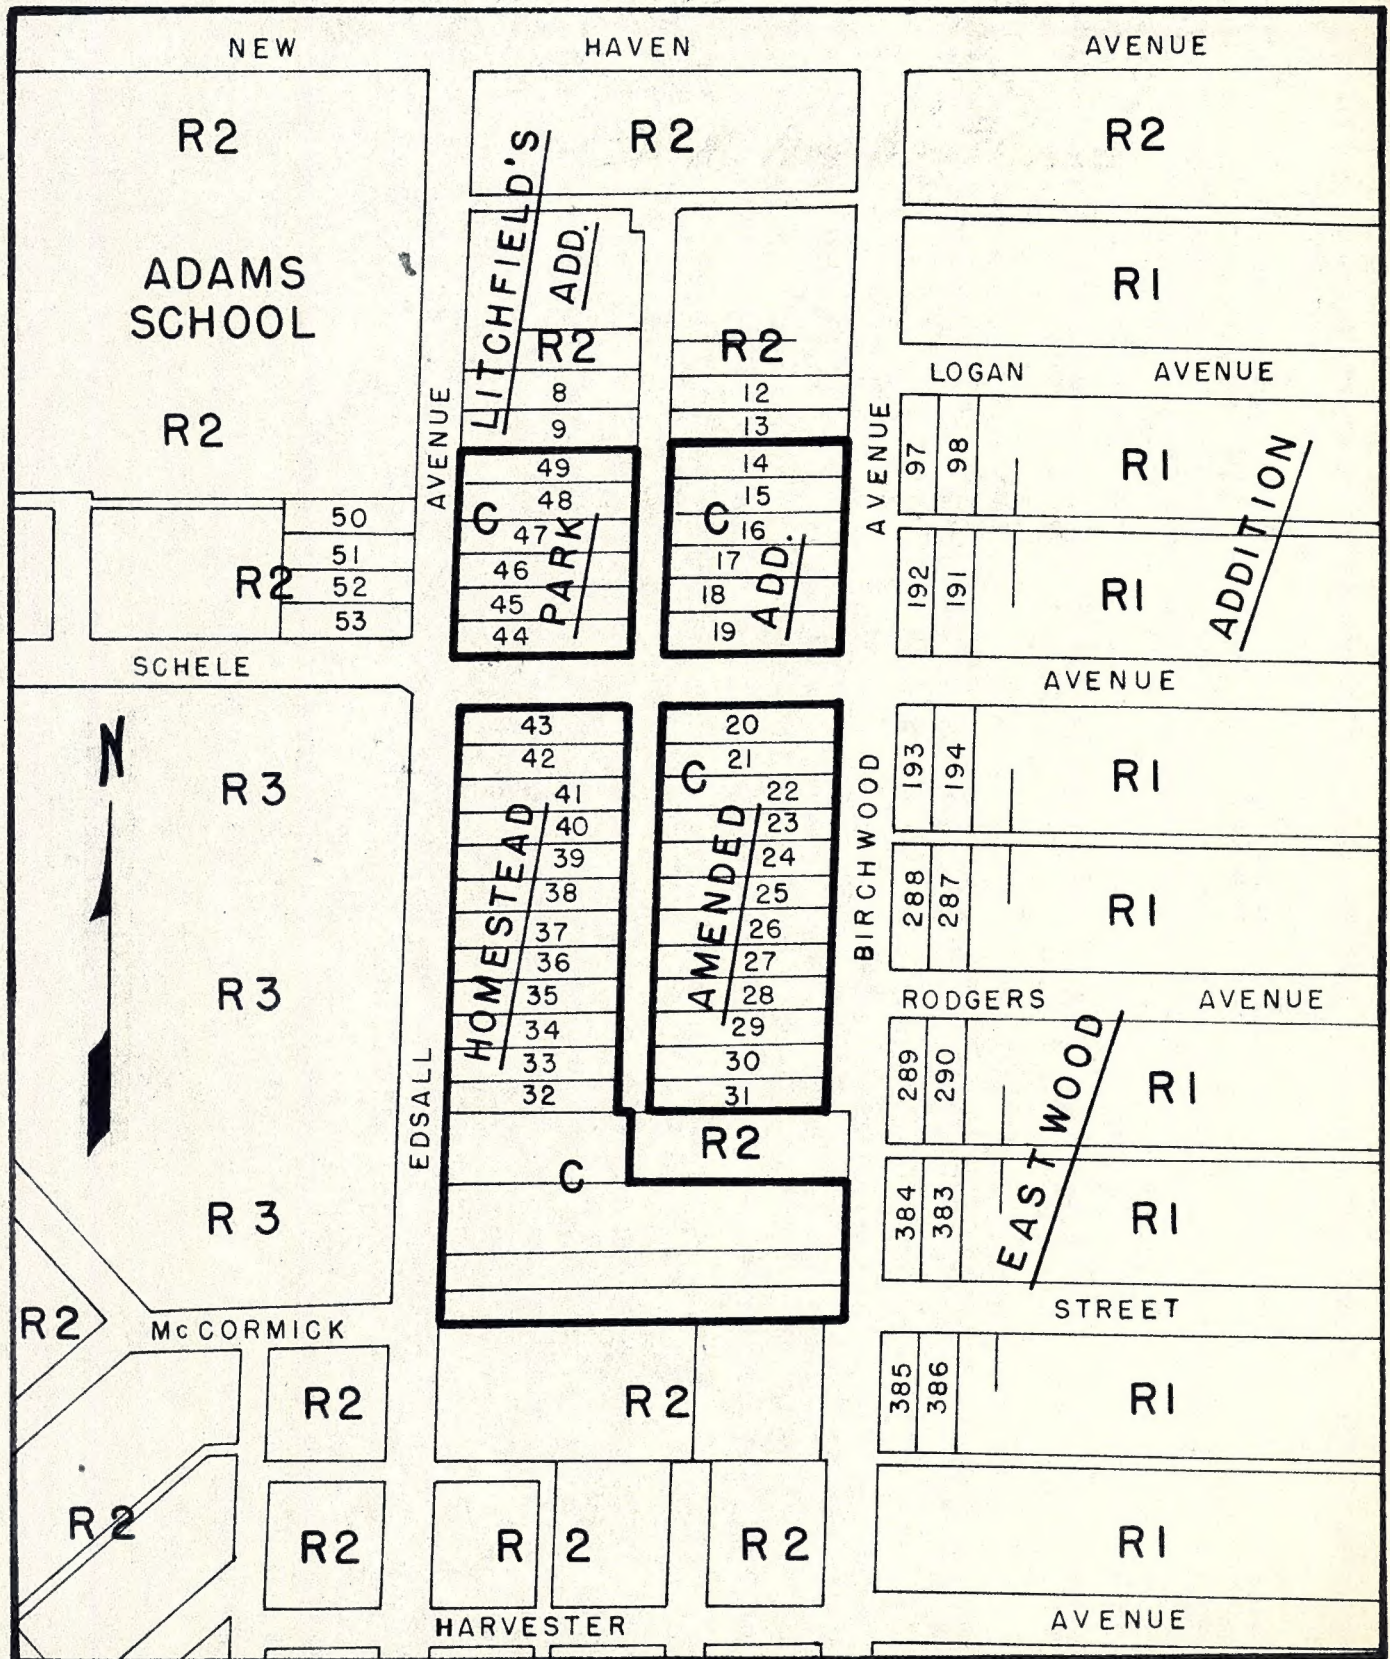 NEW HAVEN AVENUE
R2 R2 R2
LITCHFIELD'S
ADD.
ADAMS
SCHOOL
R1
R2 R2
LOGAN AVENUE
8 12
9 13
R2
AVENUE
AVENUE
97 98
R1
ADDITION
49 14
48 15
C 47 C 16
46 17
45 18
44 19
PARK
ADD.
50
51
R2 52
53
192 191
R1
SCHELE AVENUE
N
43 20
42 C 21
41 22
40 23
39 24
38 25
37 26
36 27
35 28
34 29
33 30
32 31
HOMESTEAD
AMENDED
R3
R3
R3
193 194
R1
BIRCHWOOD
288 287
R1
RODGERS AVENUE
EDSALL
289 290
R1
EASTWOOD
R2
C
384 383
R1
R2
McCORMICK STREET
R2 R2
385 386
R1
R2 R2 R2 R2 R1
HARVESTER AVENUE